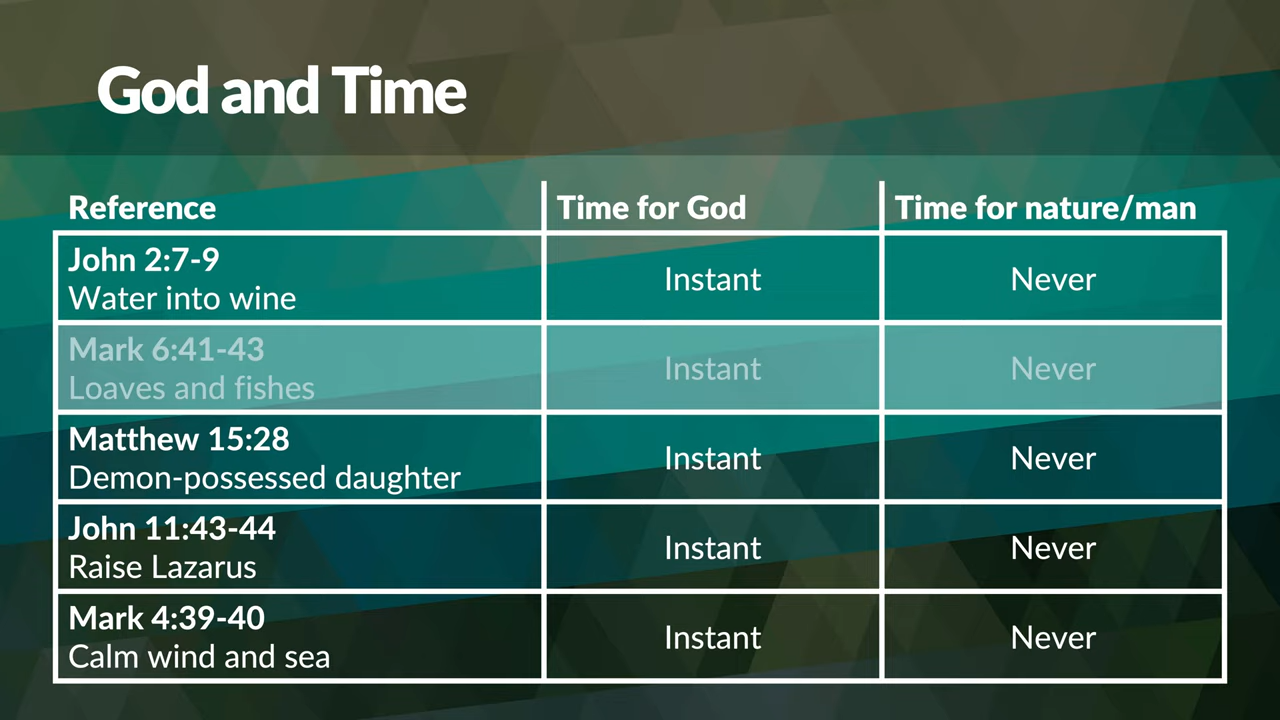 God and Time
Reference Time for God Time for nature/man
John 2:7-9
Water into wine
Instant
Never
Mark 6:41-43
Loaves and fishes
Instant
Never
Matthew 15:28
Demon-possessed daughter
Instant
Never
John 11:43-44
Raise Lazarus
Instant
Never
Mark 4:39-40
Calm wind and sea
Instant
Never